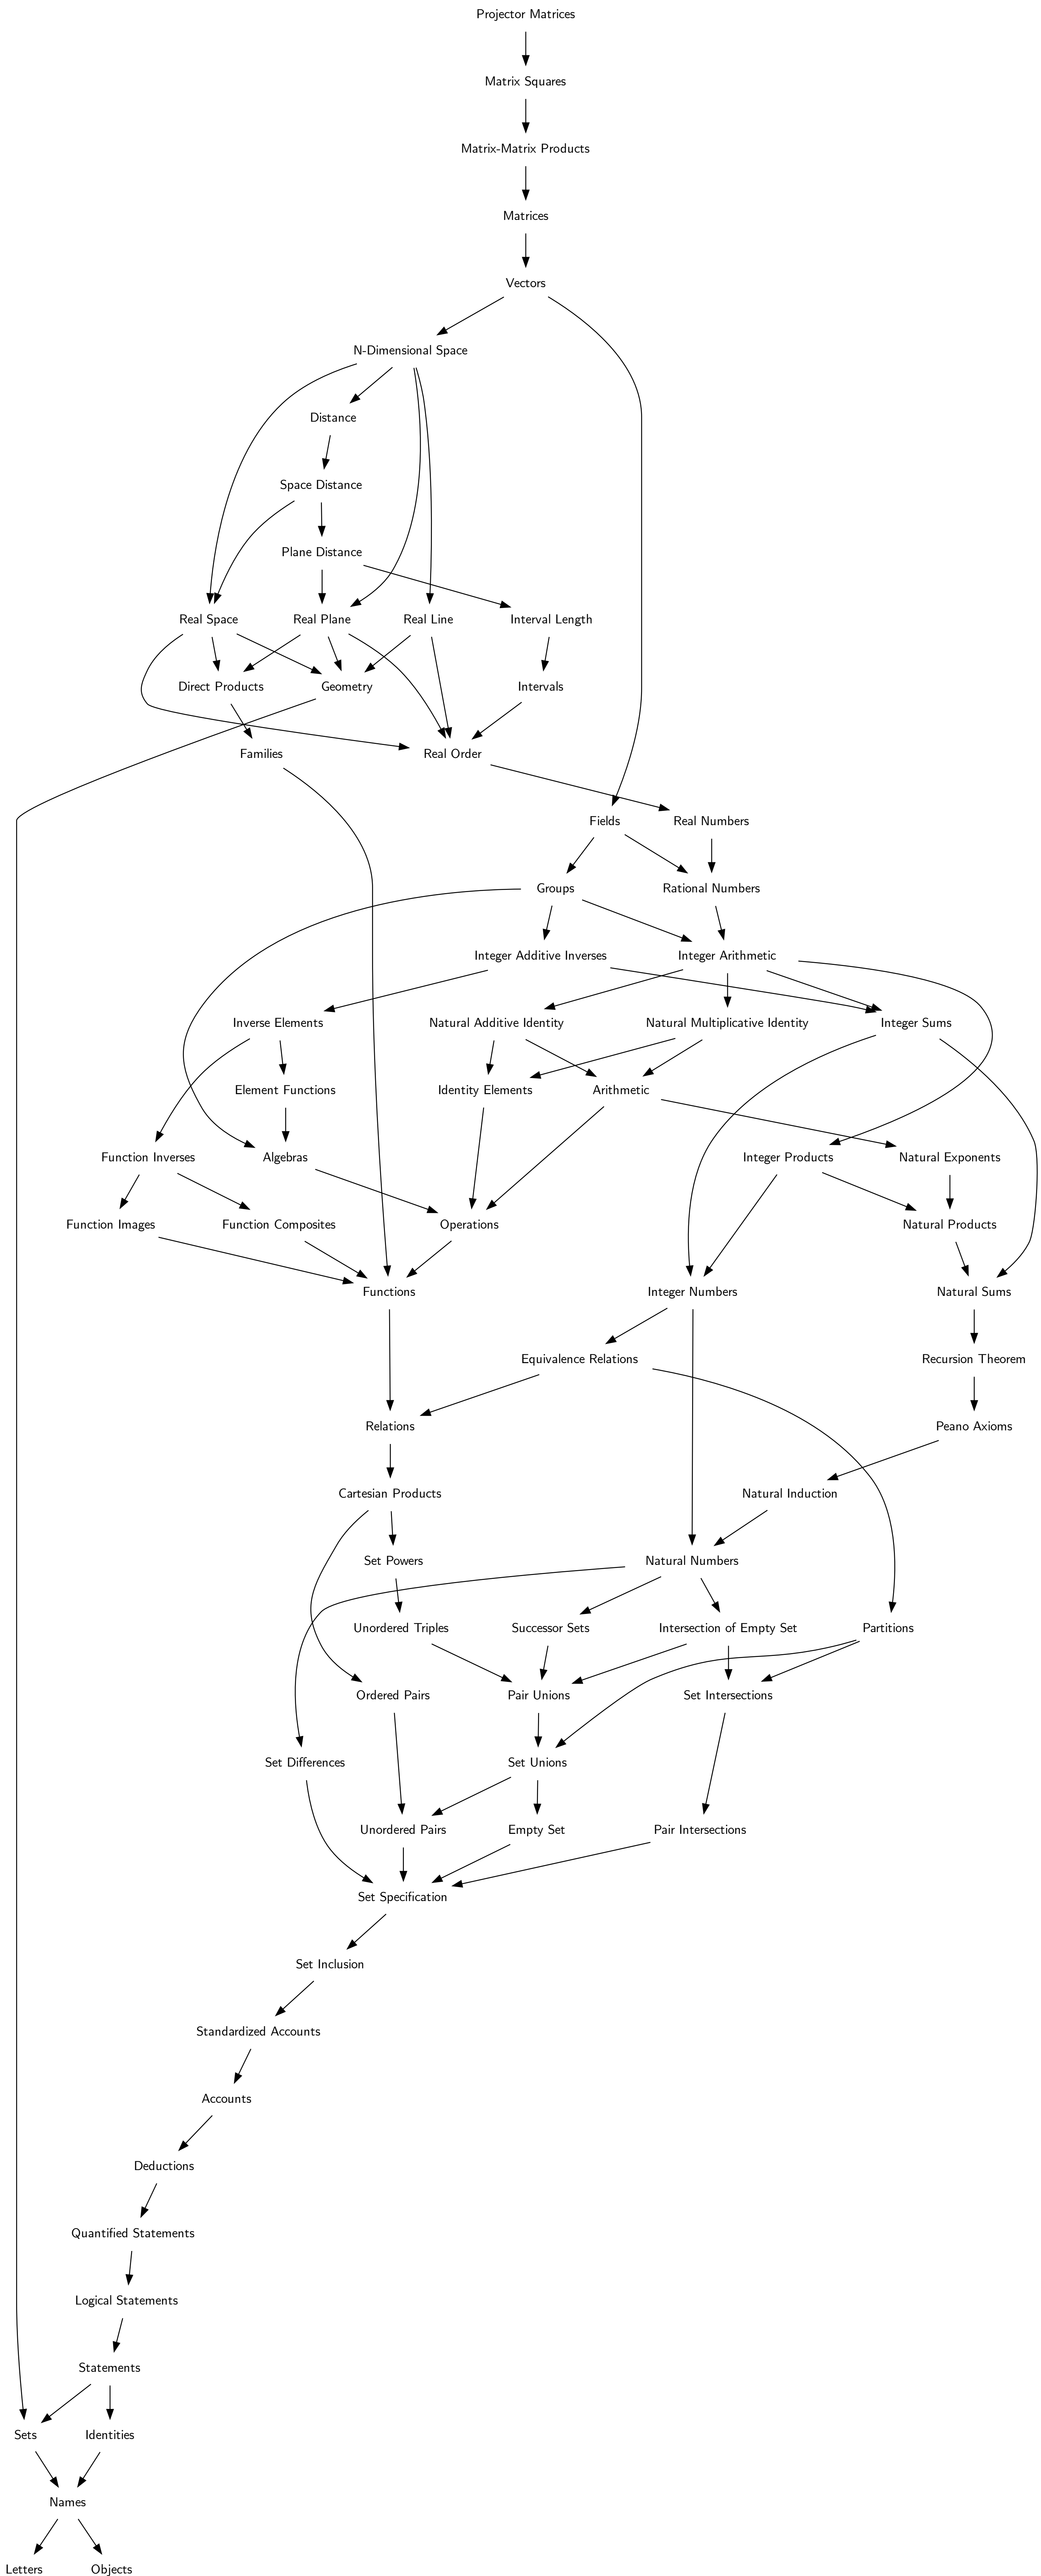 Projector Matrices
Matrix Squares
Matrix-Matrix Products
Matrices
Vectors
N-Dimensional Space
Distance
Space Distance
Plane Distance
Real Space
Real Plane
Real Line
Interval Length
Direct Products
Geometry
Intervals
Families
Real Order
Fields
Real Numbers
Groups
Rational Numbers
Integer Additive Inverses
Integer Arithmetic
Inverse Elements
Natural Additive Identity
Natural Multiplicative Identity
Integer Sums
Element Functions
Identity Elements
Arithmetic
Function Inverses
Algebras
Integer Products
Natural Exponents
Function Images
Function Composites
Operations
Natural Products
Functions
Integer Numbers
Natural Sums
Equivalence Relations
Recursion Theorem
Relations
Peano Axioms
Cartesian Products
Natural Induction
Set Powers
Natural Numbers
Unordered Triples
Successor Sets
Intersection of Empty Set
Partitions
Ordered Pairs
Pair Unions
Set Intersections
Set Differences
Set Unions
Unordered Pairs
Empty Set
Pair Intersections
Set Specification
Set Inclusion
Standardized Accounts
Accounts
Deductions
Quantified Statements
Logical Statements
Statements
Sets
Identities
Names
Letters
Objects